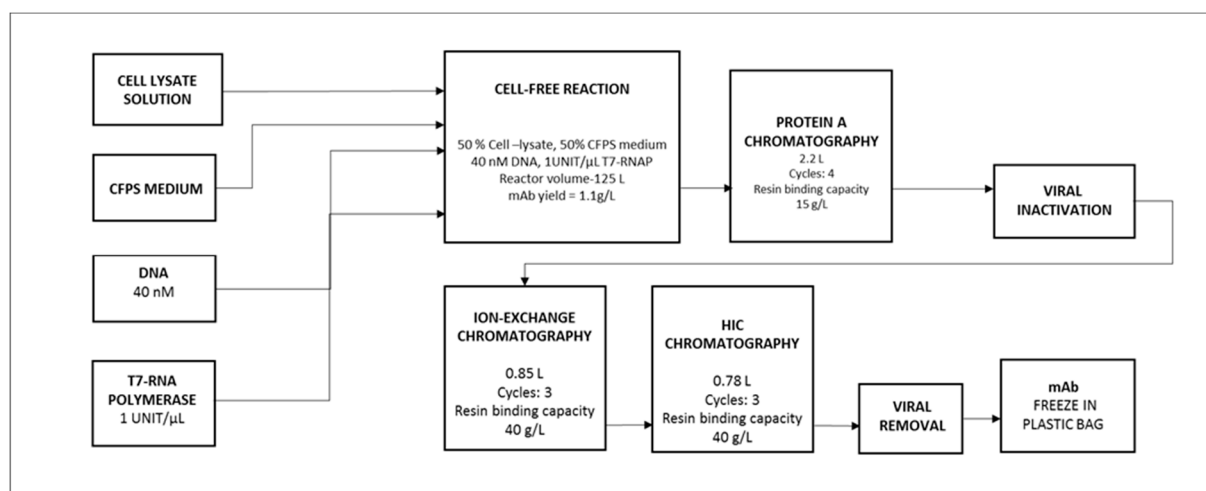 CELL LYSATE
SOLUTION
CFPS MEDIUM
DNA
40 nM
T7-RNA
POLYMERASE
1 UNIT/µL
CELL-FREE REACTION
50 % Cell –lysate, 50% CFPS medium
40 nM DNA, 1UNIT/µL T7-RNAP
Reactor volume-125 L
mAb yield = 1.1g/L
PROTEIN A
CHROMATOGRAPHY
2.2 L
Cycles: 4
Resin binding capacity
15 g/L
VIRAL
INACTIVATION
ION-EXCHANGE
CHROMATOGRAPHY
0.85 L
Cycles: 3
Resin binding capacity
40 g/L
HIC
CHROMATOGRAPHY
0.78 L
Cycles: 3
Resin binding capacity
40 g/L
VIRAL
REMOVAL
mAb
FREEZE IN
PLASTIC BAG